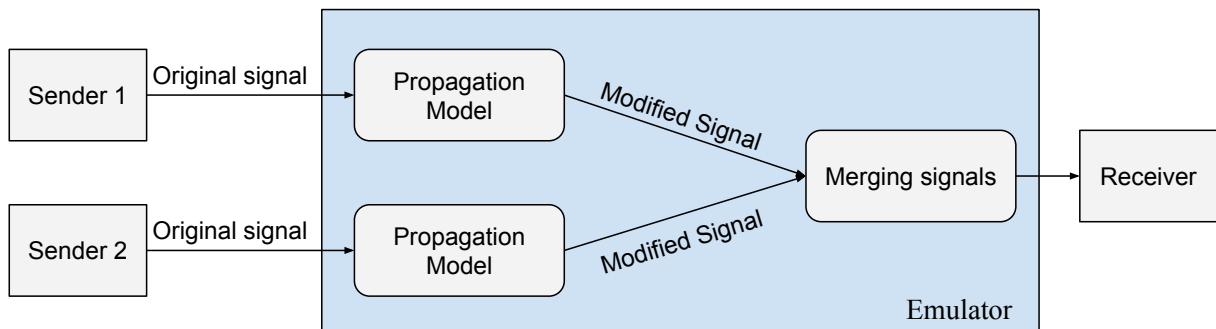 Sender 1
Original signal
Propagation
Model
Modified Signal
Merging signals
Receiver
Sender 2
Original signal
Propagation
Model
Modified Signal
Emulator